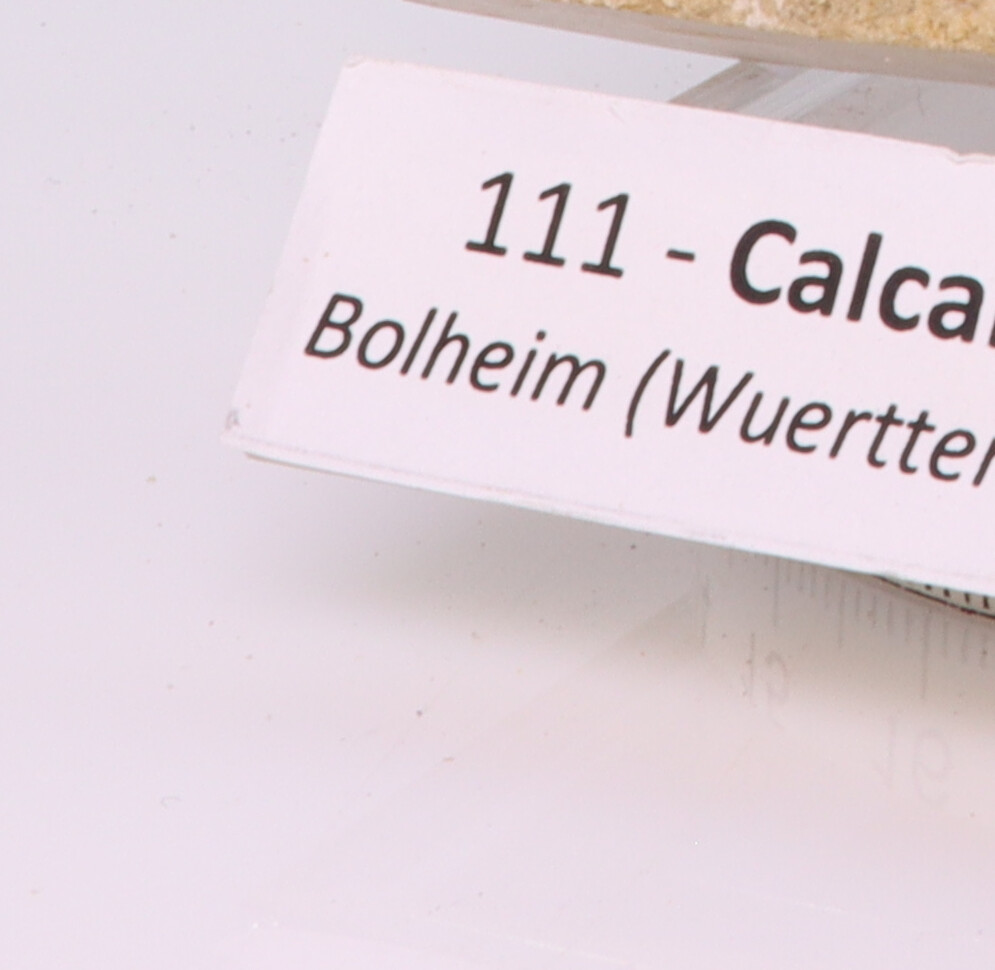 111 - Calca
Bolheim (Wuertte